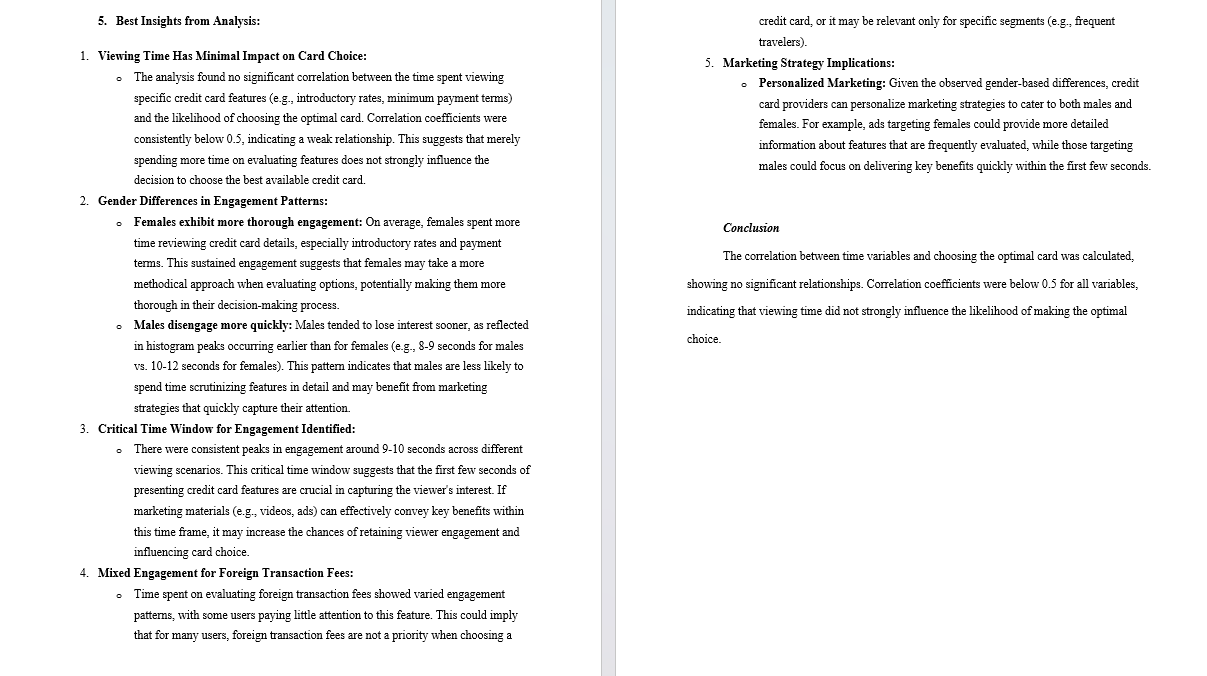 5. Best Insights from Analysis:
1. Viewing Time Has Minimal Impact on Card Choice:
o The analysis found no significant correlation between the time spent viewing
specific credit card features (e.g., introductory rates, minimum payment terms)
and the likelihood of choosing the optimal card. Correlation coefficients were
consistently below 0.5, indicating a weak relationship. This suggests that merely
spending more time on evaluating features does not strongly influence the
decision to choose the best available credit card.
2. Gender Differences in Engagement Patterns:
o Females exhibit more thorough engagement: On average, females spent more
time reviewing credit card details, especially introductory rates and payment
terms. This sustained engagement suggests that females may take a more
methodical approach when evaluating options, potentially making them more
thorough in their decision-making process.
o Males disengage more quickly: Males tended to lose interest sooner, as reflected
in histogram peaks occurring earlier than for females (e.g., 8-9 seconds for males
vs. 10-12 seconds for females). This pattern indicates that males are less likely to
spend time scrutinizing features in detail and may benefit from marketing
strategies that quickly capture their attention.
3. Critical Time Window for Engagement Identified:
o There were consistent peaks in engagement around 9-10 seconds across different
viewing scenarios. This critical time window suggests that the first few seconds of
presenting credit card features are crucial in capturing the viewer's interest. If
marketing materials (e.g., videos, ads) can effectively convey key benefits within
this time frame, it may increase the chances of retaining viewer engagement and
influencing card choice.
4. Mixed Engagement for Foreign Transaction Fees:
o Time spent on evaluating foreign transaction fees showed varied engagement
patterns, with some users paying little attention to this feature. This could imply
that for many users, foreign transaction fees are not a priority when choosing a
credit card, or it may be relevant only for specific segments (e.g., frequent
travelers).
5. Marketing Strategy Implications:
o Personalized Marketing: Given the observed gender-based differences, credit
card providers can personalize marketing strategies to cater to both males and
females. For example, ads targeting females could provide more detailed
information about features that are frequently evaluated, while those targeting
males could focus on delivering key benefits quickly within the first few seconds.
Conclusion
The correlation between time variables and choosing the optimal card was calculated,
showing no significant relationships. Correlation coefficients were below 0.5 for all variables,
indicating that viewing time did not strongly influence the likelihood of making the optimal
choice.